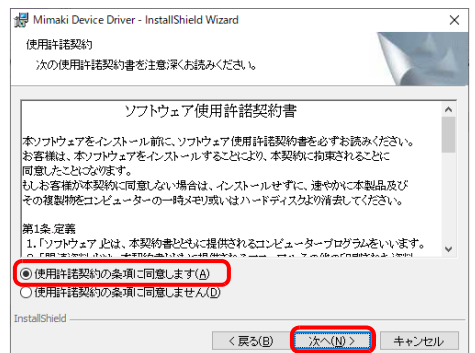 Mimaki Device Driver - InstallShield Wizard
使用許諾契約
次の使用許諾契約書を注意深くお読みください。
ソフトウェア使用許諾契約書
本ソフトウェアをインストール前に、ソフトウェア使用許諾契約書を必ずお読みください。
お客様は、本ソフトウェアをインストールすることにより、本契約に拘束されることに
同意したことになります。
もしお客様が本契約に同意しない場合は、インストールせずに、速やかに本製品及び
その複製物をコンピューターの一時メモリ或いはハードディスクより消去してください。
第1条.定義
1.「ソフトウェア」とは、本契約書とともに提供されるコンピュータープログラムをいいます。
使用許諾契約の条項に同意します(A)
使用許諾契約の条項に同意しません(D)
InstallShield
< 戻る(B) 次へ(N) > キャンセル